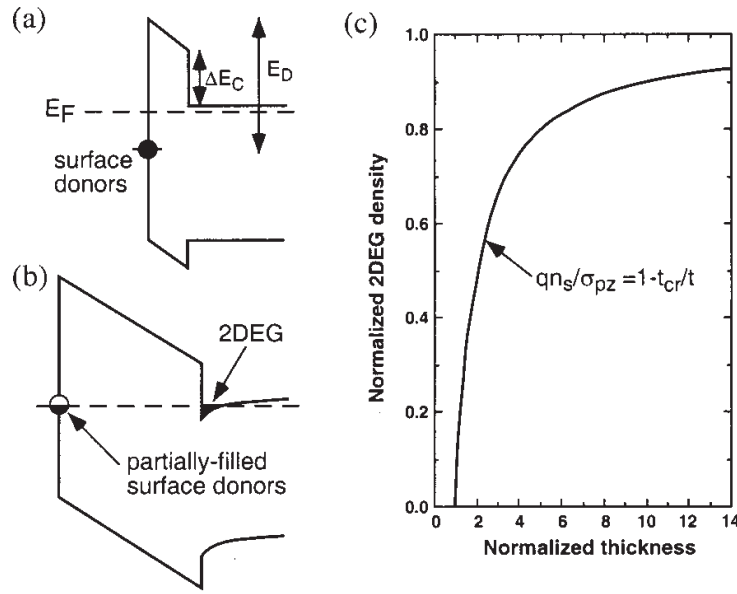 (a)
ΔE_C
E_D
E_F
surface
donors
(b)
2DEG
partially-filled
surface donors
(c)
Normalized 2DEG density
1.0
0.8
0.6
0.4
0.2
0.0
qn_s/σ_pz =1-t_cr/t
0 2 4 6 8 10 12 14
Normalized thickness